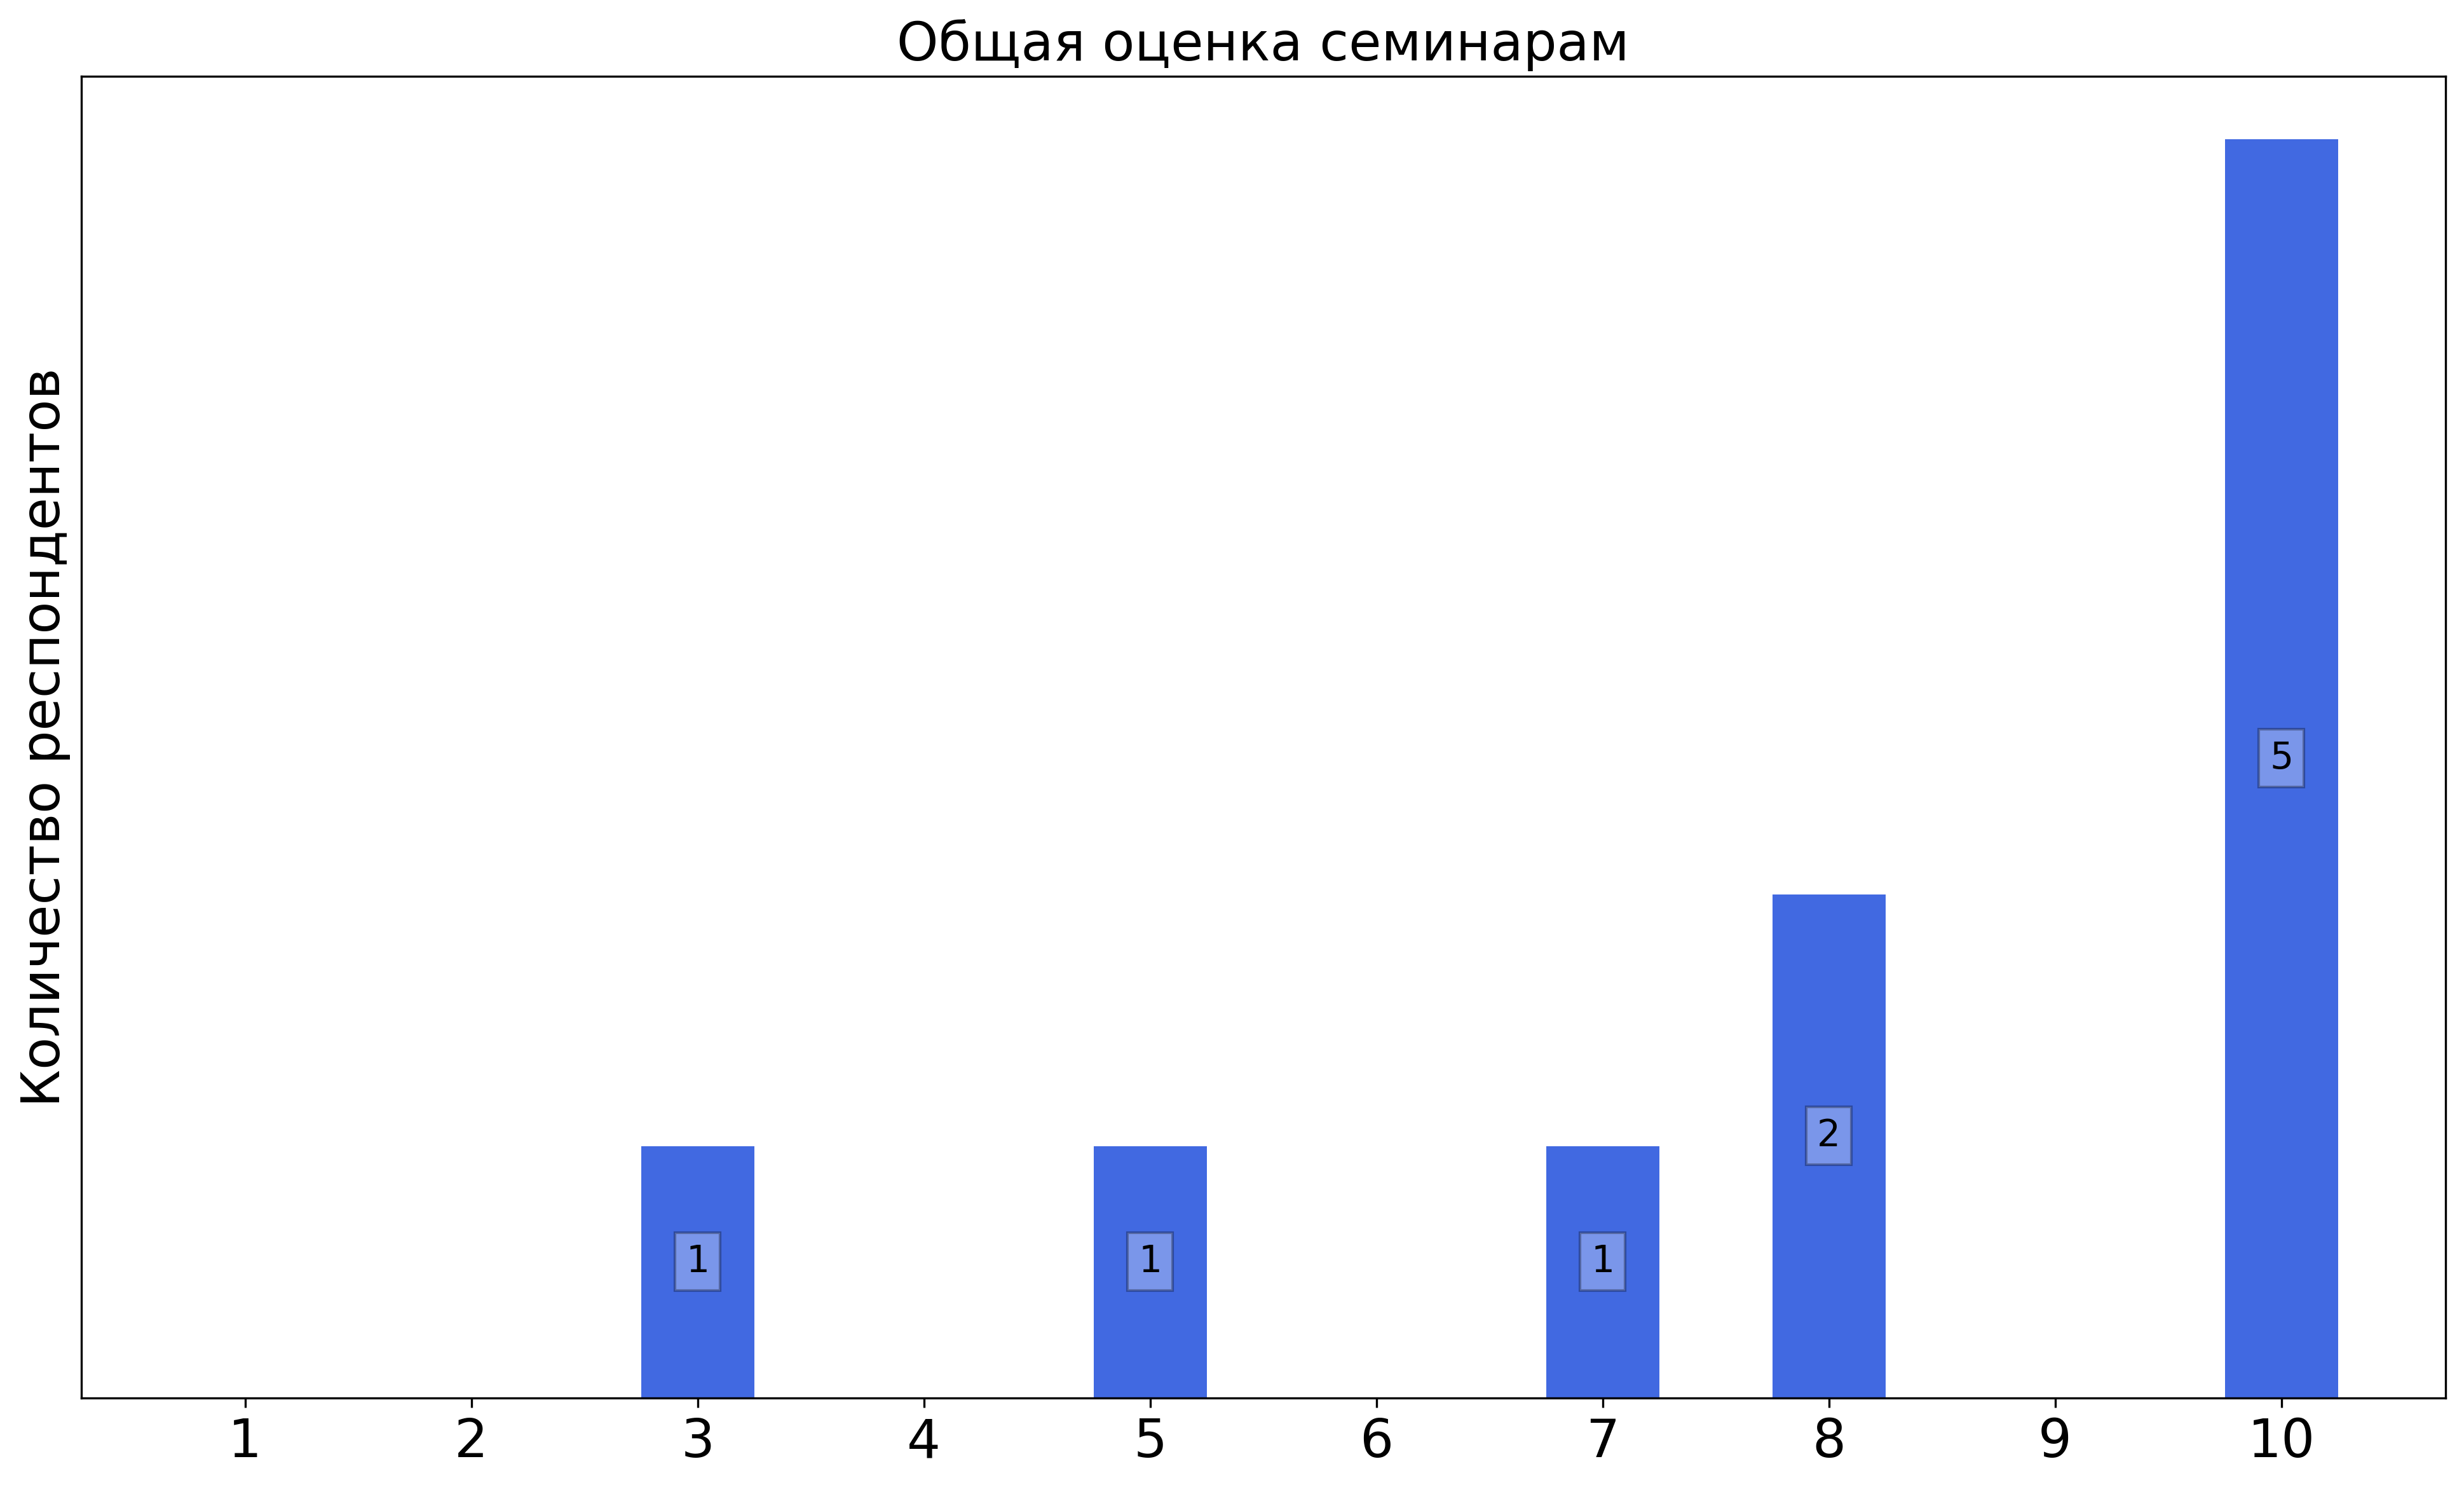 Общая оценка семинарам
Количество респондентов
5
2
1 1 1
1 2 3 4 5 6 7 8 9 10